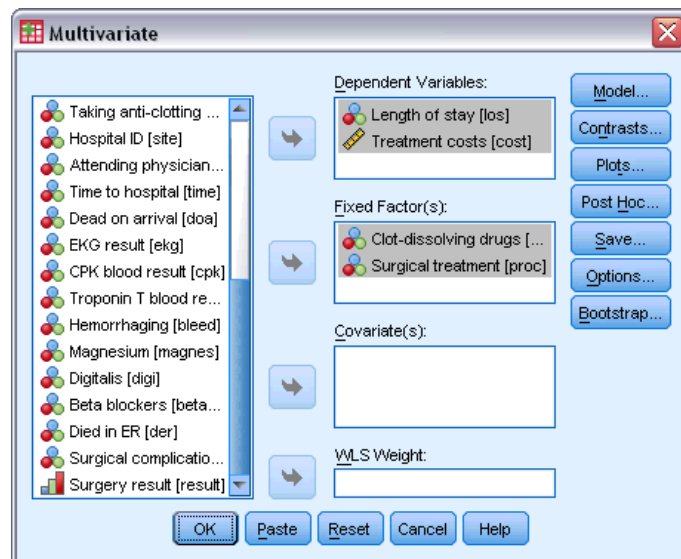 Multivariate
Taking anti-clotting ...
Hospital ID [site]
Attending physician...
Time to hospital [time]
Dead on arrival [doa]
EKG result [ekg]
CPK blood result [cpk]
Troponin T blood re...
Hemorrhaging [bleed]
Magnesium [magnes]
Digitalis [digi]
Beta blockers [beta...
Died in ER [der]
Surgical complicatio...
Surgery result [result]
Dependent Variables:
Length of stay [los]
Treatment costs [cost]
Fixed Factor(s):
Clot-dissolving drugs [...
Surgical treatment [proc]
Covariate(s):
WLS Weight:
Model...
Contrasts...
Plots...
Post Hoc...
Save...
Options...
Bootstrap...
OK
Paste
Reset
Cancel
Help